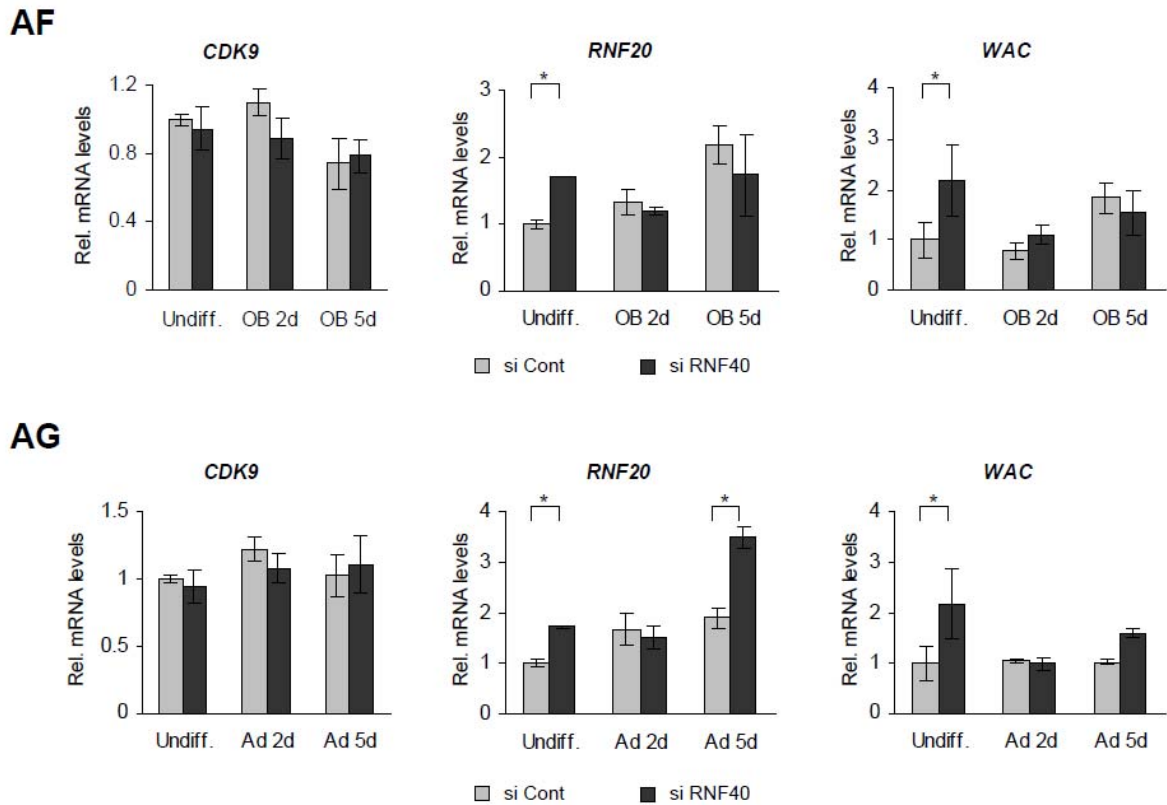 AF
CDK9
Rel. mRNA levels
1.2
0.8
0.4
0
Undiff. OB 2d OB 5d
RNF20
*
Rel. mRNA levels
3
2
1
0
Undiff. OB 2d OB 5d
WAC
*
Rel. mRNA levels
4
3
2
1
0
Undiff. OB 2d OB 5d
si Cont si RNF40
AG
CDK9
Rel. mRNA levels
1.5
1
0.5
0
Undiff. Ad 2d Ad 5d
RNF20
* *
Rel. mRNA levels
4
3
2
1
0
Undiff. Ad 2d Ad 5d
WAC
*
Rel. mRNA levels
4
3
2
1
0
Undiff. Ad 2d Ad 5d
si Cont si RNF40